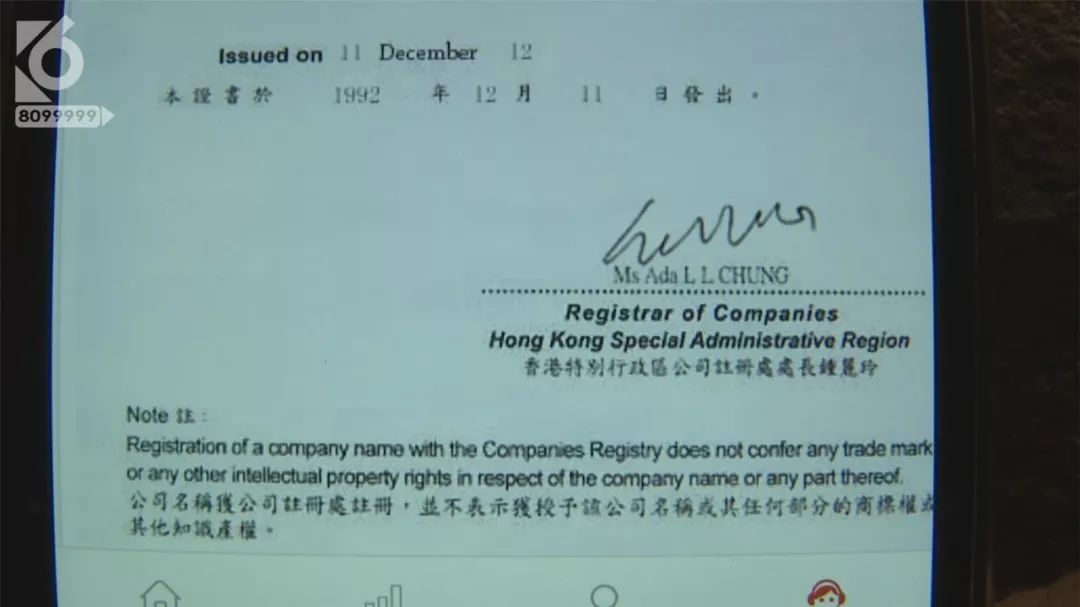 6
8099999
Issued on 11 December 12
本證書於 1992 年 12 月 11 日發出。
Ms Ada L L CHUNG
Registrar of Companies
Hong Kong Special Administrative Region
香港特別行政區公司註冊處處長鍾麗玲
Note 註:
Registration of a company name with the Companies Registry does not confer any trade mark
or any other intellectual property rights in respect of the company name or any part thereof.
公司名稱獲公司註冊處註冊,並不表示獲授予該公司名稱或其任何部分的商標權或
其他知識產權。